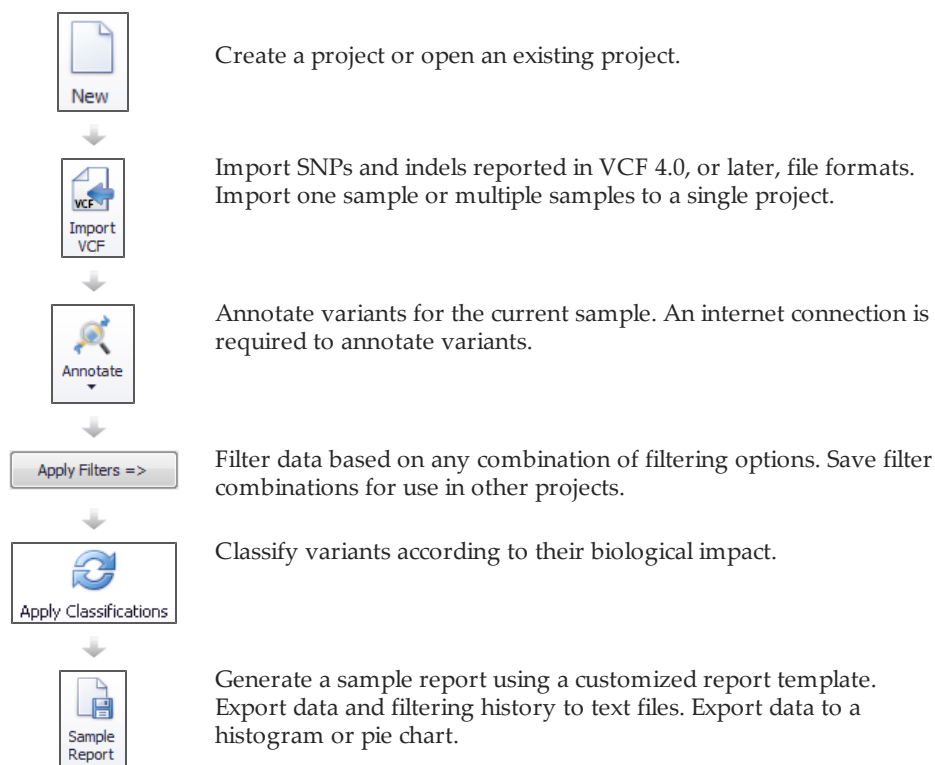 New
Create a project or open an existing project.
VCF
Import
VCF
Import SNPs and indels reported in VCF 4.0, or later, file formats.
Import one sample or multiple samples to a single project.
Annotate
Annotate variants for the current sample. An internet connection is
required to annotate variants.
Apply Filters =>
Filter data based on any combination of filtering options. Save filter
combinations for use in other projects.
Apply Classifications
Classify variants according to their biological impact.
Sample
Report
Generate a sample report using a customized report template.
Export data and filtering history to text files. Export data to a
histogram or pie chart.